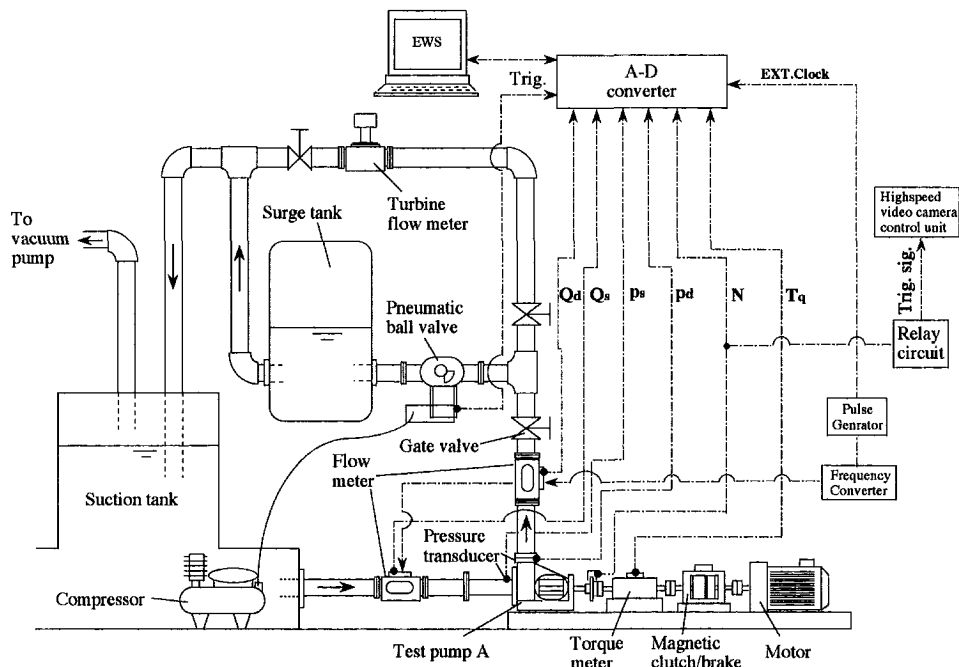 EWS
Trig.
A-D
converter
EXT.Clock
Highspeed
video camera
control unit
Trig. sig.
Relay
circuit
Turbine
flow meter
Surge tank
To
vacuum
pump
Pneumatic
ball valve
Qd
Qs
ps
pd
N
Tq
Pulse
Genrator
Gate valve
Flow
meter
Frequency
Converter
Suction tank
Pressure
transducer
Compressor
Test pump A
Torque
meter
Magnetic
clutch/brake
Motor